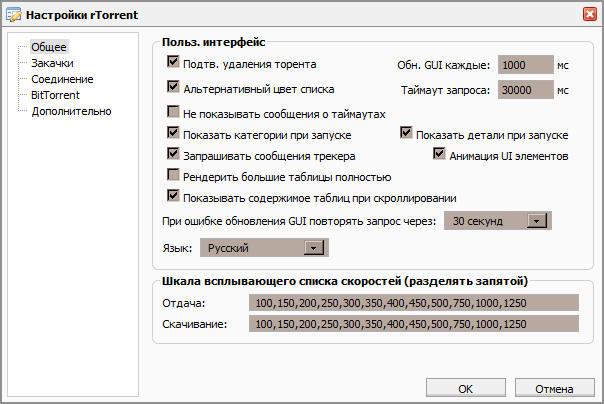 Настройки rTorrent
Общее
Закачки
Соединение
BitTorrent
Дополнительно
Польз. интерфейс
Подтв. удаления торента
Обн. GUI каждые: 1000 мс
Альтернативный цвет списка
Таймаут запроса: 30000 мс
Не показывать сообщения о таймаутах
Показать категории при запуске
Показать детали при запуске
Запрашивать сообщения трекера
Анимация UI элементов
Рендерить большие таблицы полностью
Показывать содержимое таблиц при скроллировании
При ошибке обновления GUI повторять запрос через: 30 секунд
Язык: Русский
Шкала всплывающего списка скоростей (разделять запятой)
Отдача: 100,150,200,250,300,350,400,450,500,750,1000,1250
Скачивание: 100,150,200,250,300,350,400,450,500,750,1000,1250
OK
Отмена